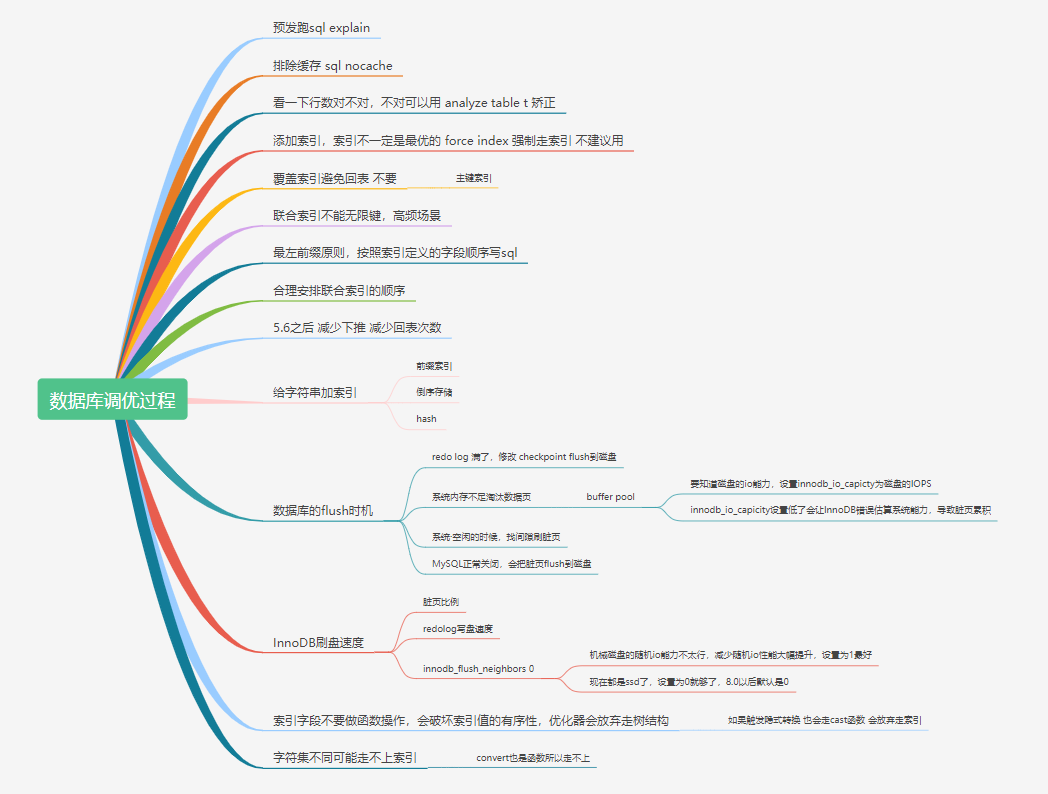 预发跑sql explain
排除缓存 sql nocache
看一下行数对不对，不对可以用 analyze table t 矫正
添加索引，索引不一定是最优的 force index 强制走索引 不建议用
覆盖索引避免回表 不要
主键索引
联合索引不能无限键，高频场景
最左前缀原则，按照索引定义的字段顺序写sql
合理安排联合索引的顺序
5.6之后 减少下推 减少回表次数
数据库调优过程
给字符串加索引
前缀索引
倒序存储
hash
数据库的flush时机
redo log 满了，修改 checkpoint flush到磁盘
系统内存不足淘汰数据页
buffer pool
要知道磁盘的io能力，设置innodb_io_capicty为磁盘的IOPS
innodb_io_capicity设置低了会让InnoDB错误估算系统能力，导致脏页累积
系统·空闲的时候，找间隙刷脏页
MySQL正常关闭，会把脏页flush到磁盘
InnoDB刷盘速度
脏页比例
redolog写盘速度
innodb_flush_neighbors 0
机械磁盘的随机io能力不太行，减少随机io性能大幅提升，设置为1最好
现在都是ssd了，设置为0就够了，8.0以后默认是0
索引字段不要做函数操作，会破坏索引值的有序性，优化器会放弃走树结构
如果触发隐式转换 也会走cast函数 会放弃走索引
字符集不同可能走不上索引
convert也是函数所以走不上